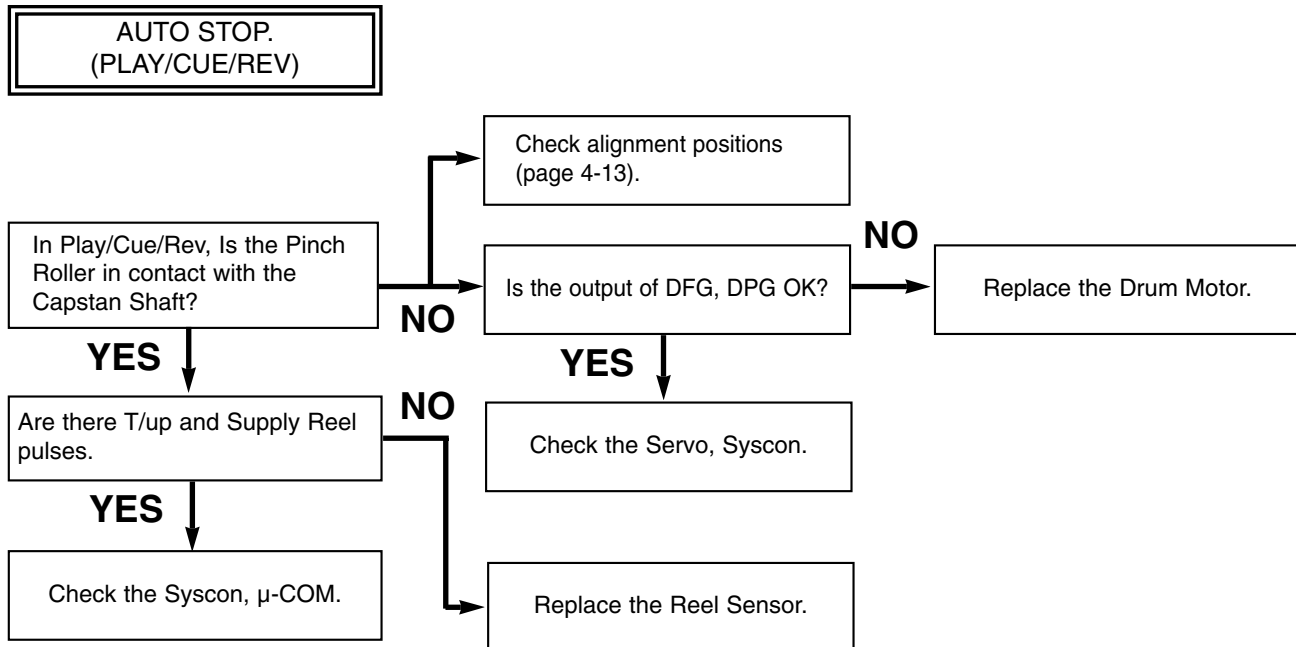 AUTO STOP.
(PLAY/CUE/REV)
Check alignment positions
(page 4-13).
In Play/Cue/Rev, Is the Pinch
Roller in contact with the
Capstan Shaft?
NO
Is the output of DFG, DPG OK?
NO
Replace the Drum Motor.
YES
YES
Are there T/up and Supply Reel
pulses.
NO
Check the Servo, Syscon.
YES
Check the Syscon, µ-COM.
Replace the Reel Sensor.